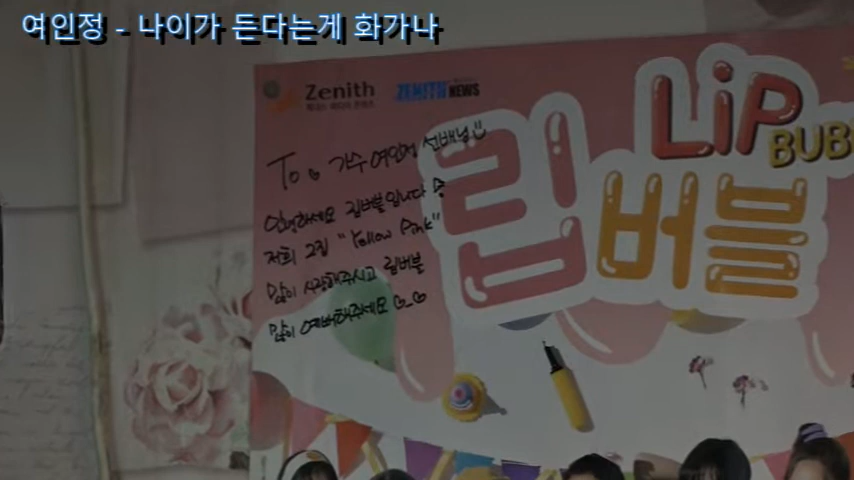 여인정 - 나이가 든다는게 화가나
Zenith
ZENITH NEWS
LiP
BUBB
립버블
To. 가수 여인정 선배님
안녕하세요 립버블입니다
저희 2집 "Yellow Pink"
많이 사랑해주시고 립버블
많이 예뻐해주세요